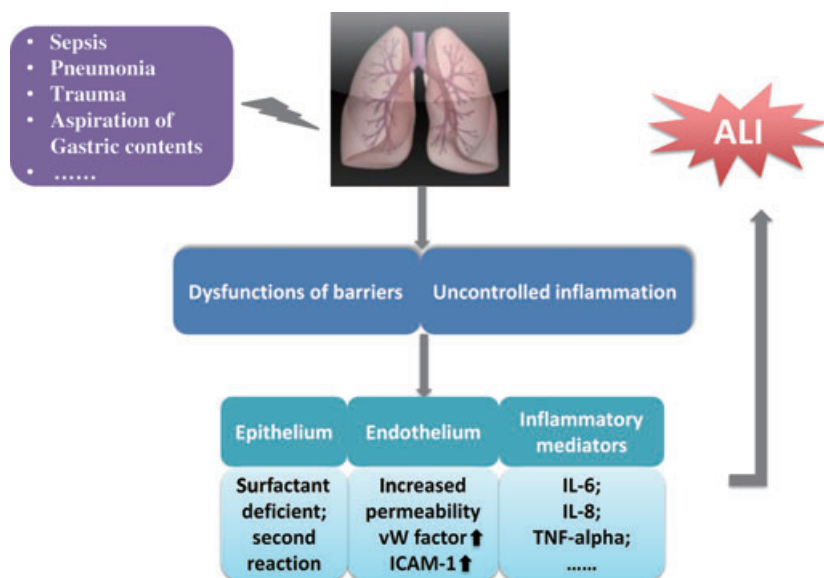 • Sepsis
• Pneumonia
• Trauma
• Aspiration of
Gastric contents
• ......
ALI
Dysfunctions of barriers
Uncontrolled inflammation
Epithelium
Endothelium
Inflammatory
mediators
Surfactant
deficient;
second
reaction
Increased
permeability
vW factor⬆
ICAM-1⬆
IL-6;
IL-8;
TNF-alpha;
......